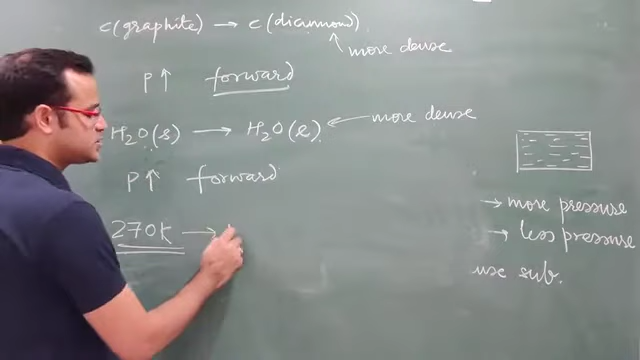 C(graphite) → C(diamond).
more dense
P↑ forward
H₂O(s) → H₂O(ℓ).
more dense
P↑ forward
270K →
→ more pressure
→ less pressure
use sub.